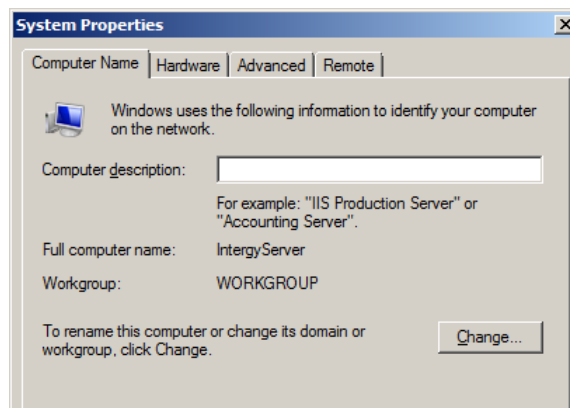 System Properties
Computer Name Hardware Advanced Remote
Windows uses the following information to identify your computer
on the network.
Computer description:
For example: "IIS Production Server" or
"Accounting Server".
Full computer name: IntergyServer
Workgroup: WORKGROUP
To rename this computer or change its domain or
workgroup, click Change.
Change...